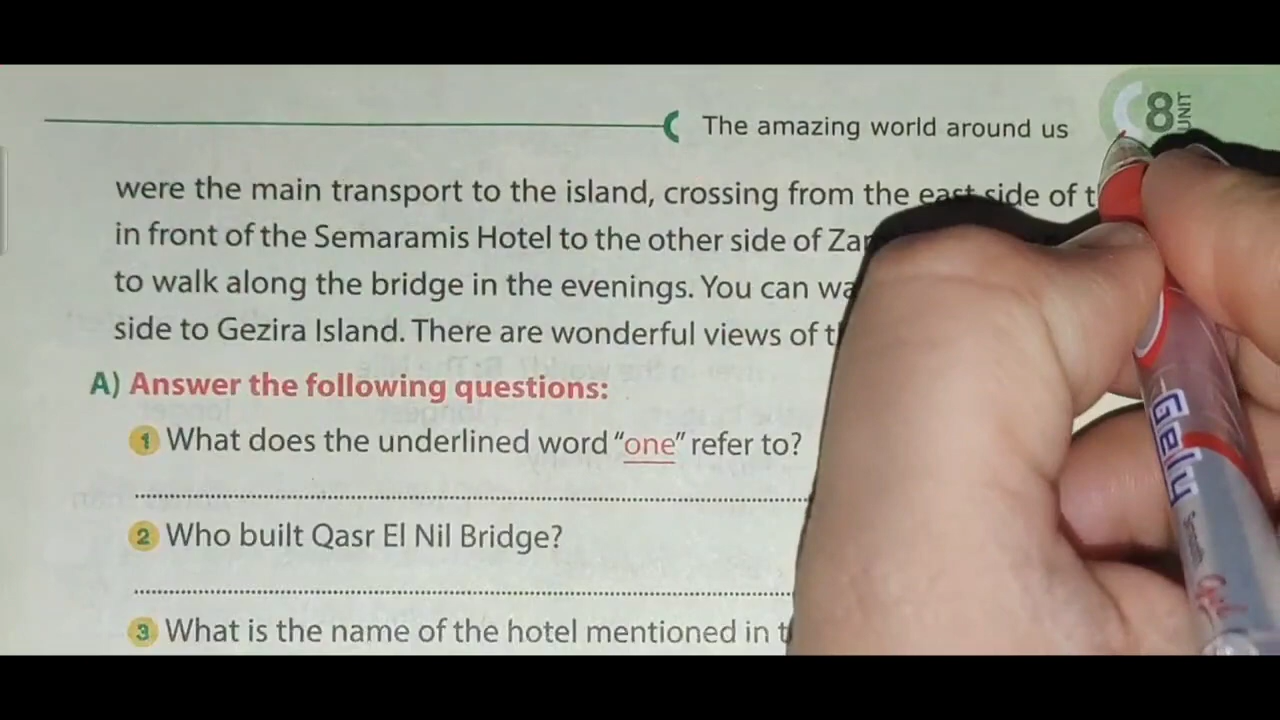 The amazing world around us
8
UNIT
were the main transport to the island, crossing from the east side of
in front of the Semaramis Hotel to the other side of
to walk along the bridge in the evenings. You can
side to Gezira Island. There are wonderful views of
A) Answer the following questions:
1 What does the underlined word "one" refer to?
2 Who built Qasr El Nil Bridge?
3 What is the name of the hotel mentioned in
Gelu
Smooth